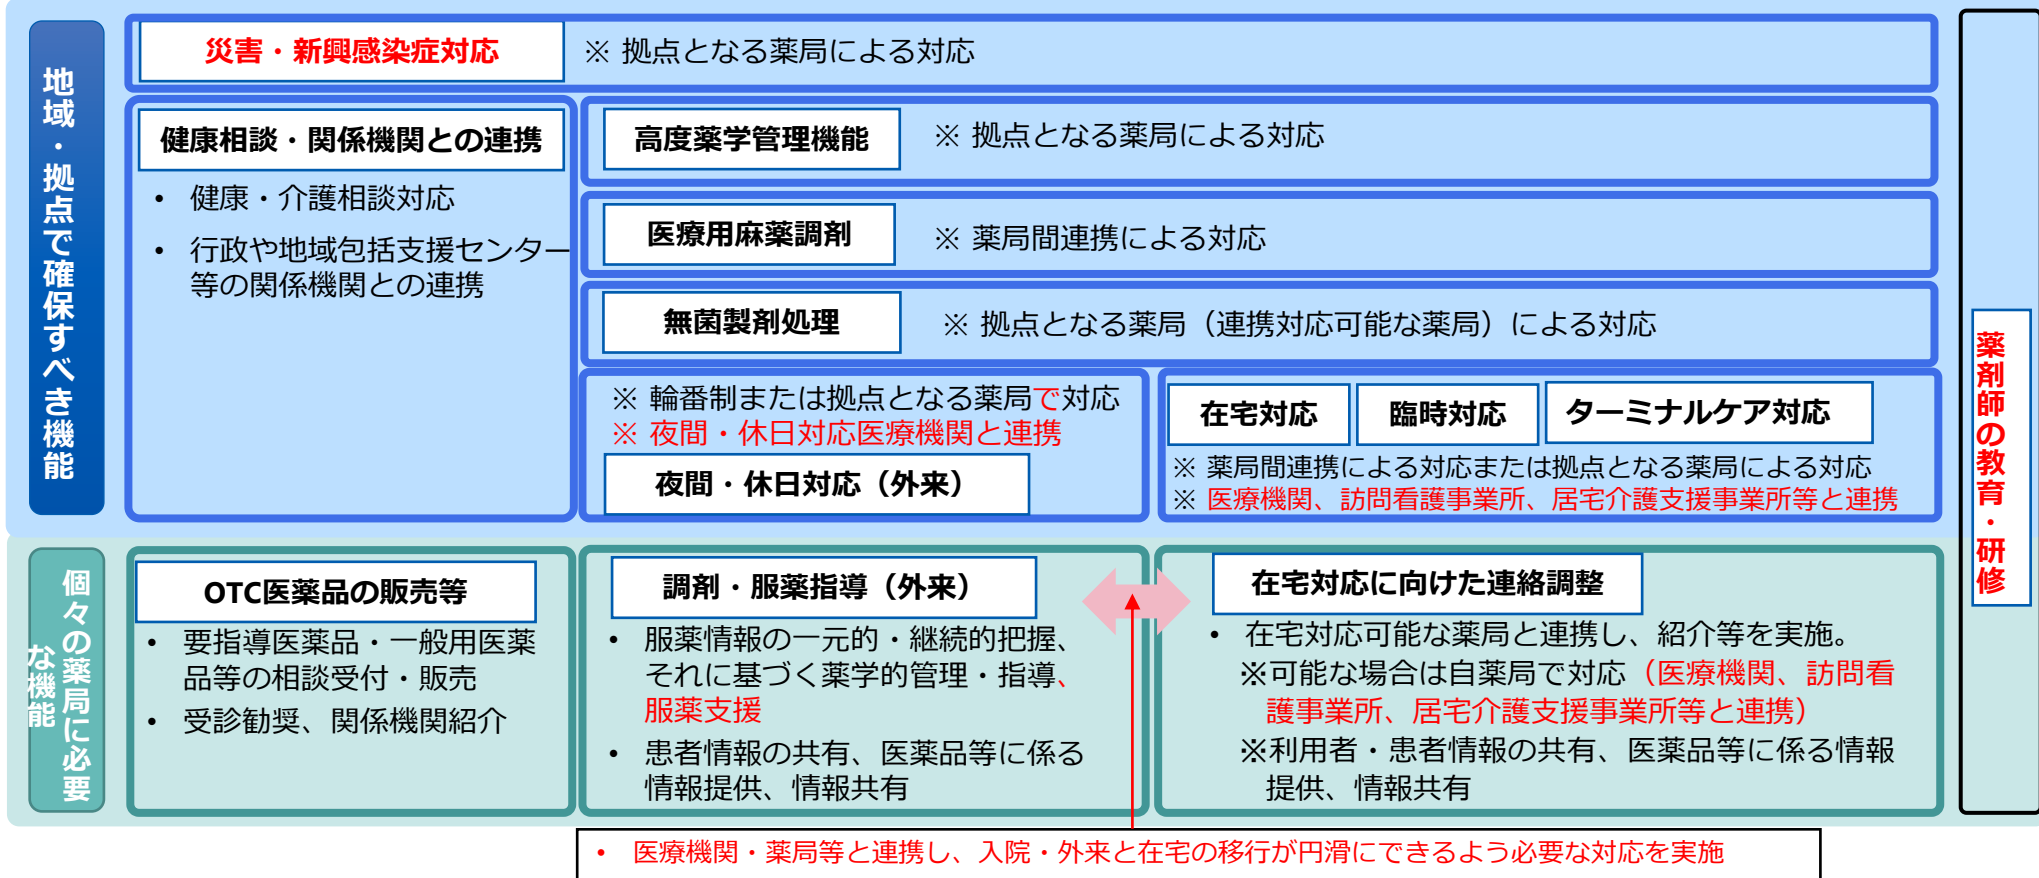 地域・拠点で確保すべき機能
災害・新興感染症対応
※ 拠点となる薬局による対応
健康相談・関係機関との連携
• 健康・介護相談対応
• 行政や地域包括支援センター
等の関係機関との連携
高度薬学管理機能
※ 拠点となる薬局による対応
医療用麻薬調剤
※ 薬局間連携による対応
無菌製剤処理
※ 拠点となる薬局（連携対応可能な薬局）による対応
※ 輪番制または拠点となる薬局で対応
※ 夜間・休日対応医療機関と連携
夜間・休日対応（外来）
在宅対応
臨時対応
ターミナルケア対応
※ 薬局間連携による対応または拠点となる薬局による対応
※ 医療機関、訪問看護事業所、居宅介護支援事業所等と連携
個々の薬局に必要
な機能
OTC医薬品の販売等
• 要指導医薬品・一般用医薬
品等の相談受付・販売
• 受診勧奨、関係機関紹介
調剤・服薬指導（外来）
• 服薬情報の一元的・継続的把握、
それに基づく薬学的管理・指導、
服薬支援
• 患者情報の共有、医薬品等に係る
情報提供、情報共有
在宅対応に向けた連絡調整
• 在宅対応可能な薬局と連携し、紹介等を実施。
※可能な場合は自薬局で対応（医療機関、訪問看
護事業所、居宅介護支援事業所等と連携）
※利用者・患者情報の共有、医薬品等に係る情報
提供、情報共有
薬剤師の教育・研修
• 医療機関・薬局等と連携し、入院・外来と在宅の移行が円滑にできるよう必要な対応を実施